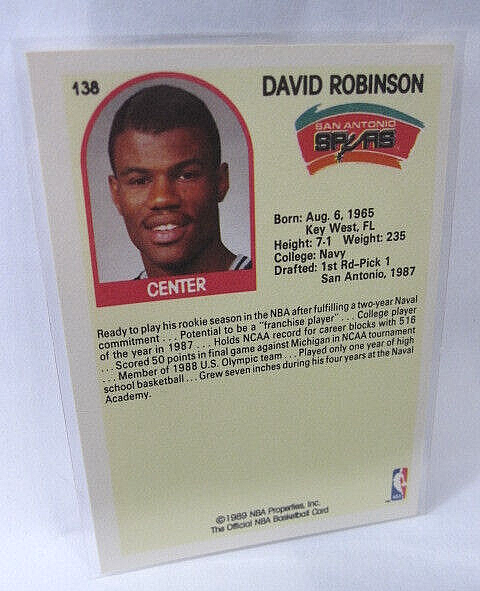 138
DAVID ROBINSON
SAN ANTONIO
SPURS
Born: Aug. 6, 1965
Key West, FL
Height: 7-1 Weight: 235
College: Navy
Drafted: 1st Rd-Pick 1
San Antonio, 1987
CENTER
Ready to play his rookie season in the NBA after fulfilling a two-year Naval
commitment . . . Potential to be a "franchise player" . . . College player
of the year in 1987 . . . Holds NCAA record for career blocks with 516
. . . Scored 50 points in final game against Michigan in NCAA tournament
. . . Member of 1988 U.S. Olympic team . . . Played only one year of high
school basketball . . . Grew seven inches during his four years at the Naval
Academy.
©1989 NBA Properties, Inc.
The Official NBA Basketball Card
NBA